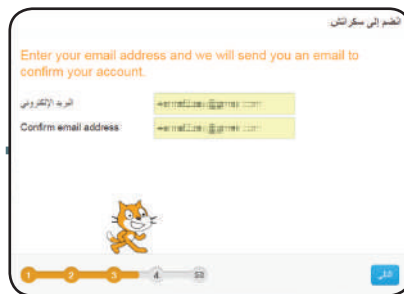 انضم إلى سكراتش
Enter your email address and we will send you an email to
confirm your account.
البريد الإلكتروني
Confirm email address
1 2 3 4
التالي